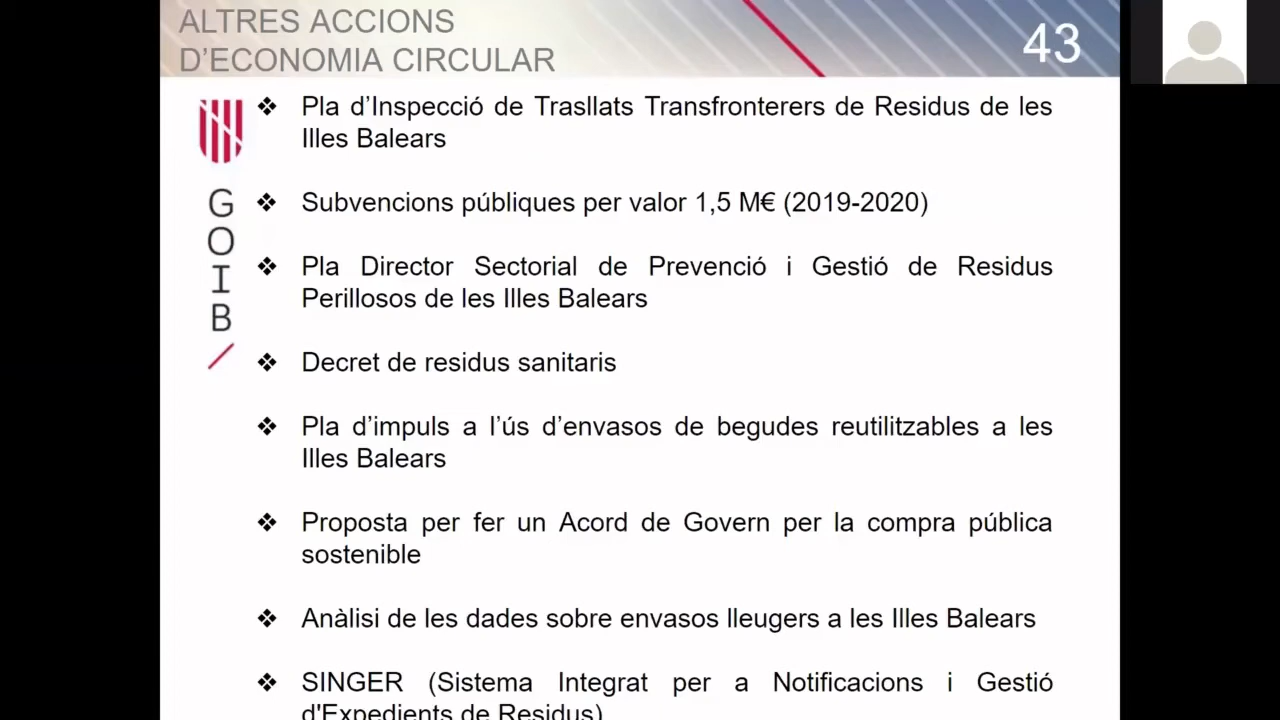 ALTRES ACCIONS
D'ECONOMIA CIRCULAR
43
❖ Pla d'Inspecció de Trasllats Transfronterers de Residus de les
Illes Balears
❖ Subvencions públiques per valor 1,5 M€ (2019-2020)
❖ Pla Director Sectorial de Prevenció i Gestió de Residus
Perillosos de les Illes Balears
❖ Decret de residus sanitaris
❖ Pla d'impuls a l'ús d'envasos de begudes reutilitzables a les
Illes Balears
❖ Proposta per fer un Acord de Govern per la compra pública
sostenible
❖ Anàlisi de les dades sobre envasos lleugers a les Illes Balears
❖ SINGER (Sistema Integrat per a Notificacions i Gestió
d'Expedients de Residus)
G
O
I
B
/